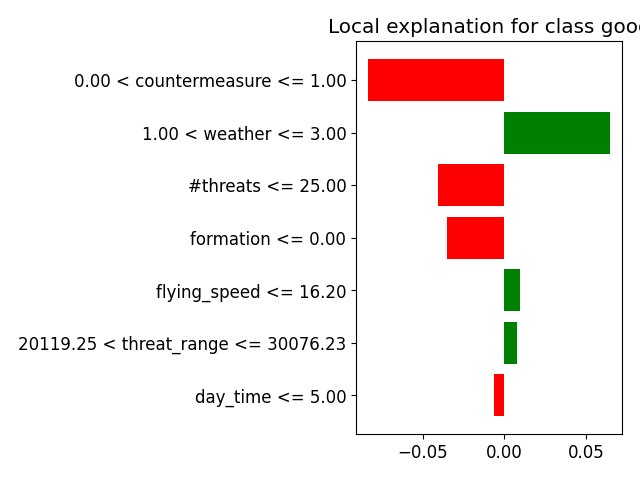 Local explanation for class good
0.00 < countermeasure <= 1.00
1.00 < weather <= 3.00
#threats <= 25.00
formation <= 0.00
flying_speed <= 16.20
20119.25 < threat_range <= 30076.23
day_time <= 5.00
−0.05 0.00 0.05